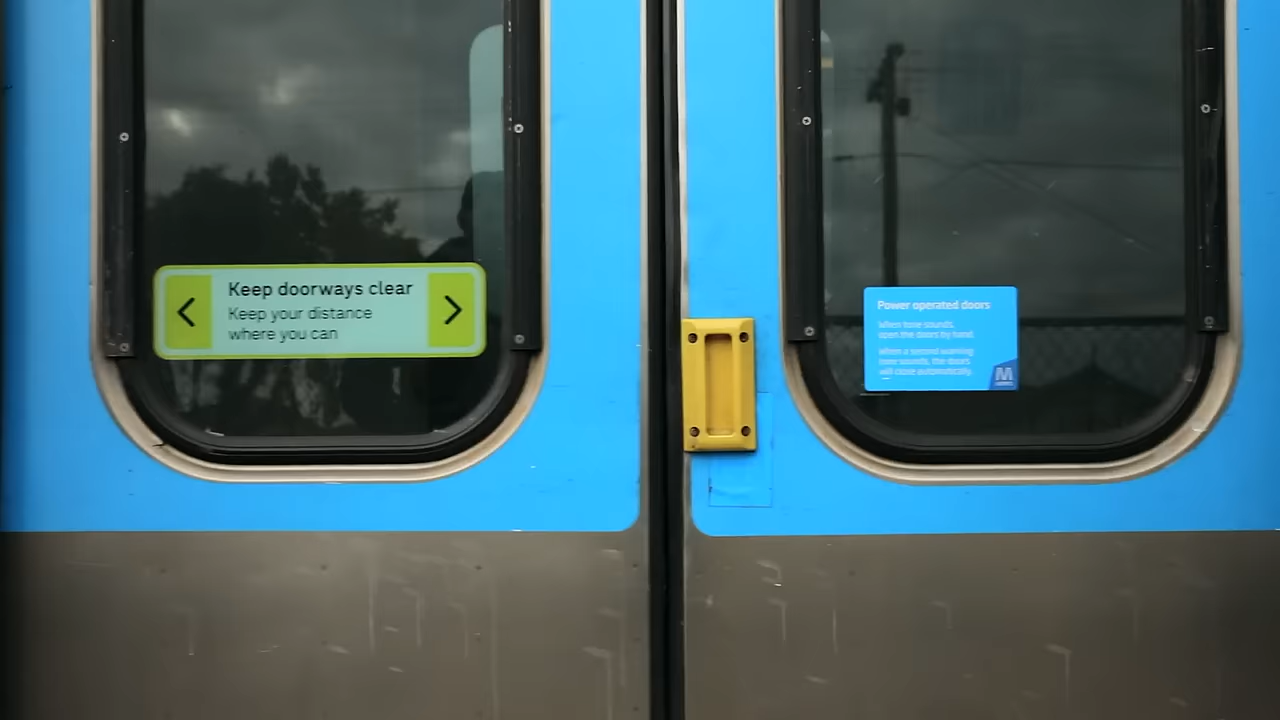 Keep doorways clear
Keep your distance
where you can
Power operated doors
When tone sounds,
open the doors by hand.
When a second warning
tone sounds, the doors
will close automatically.
M